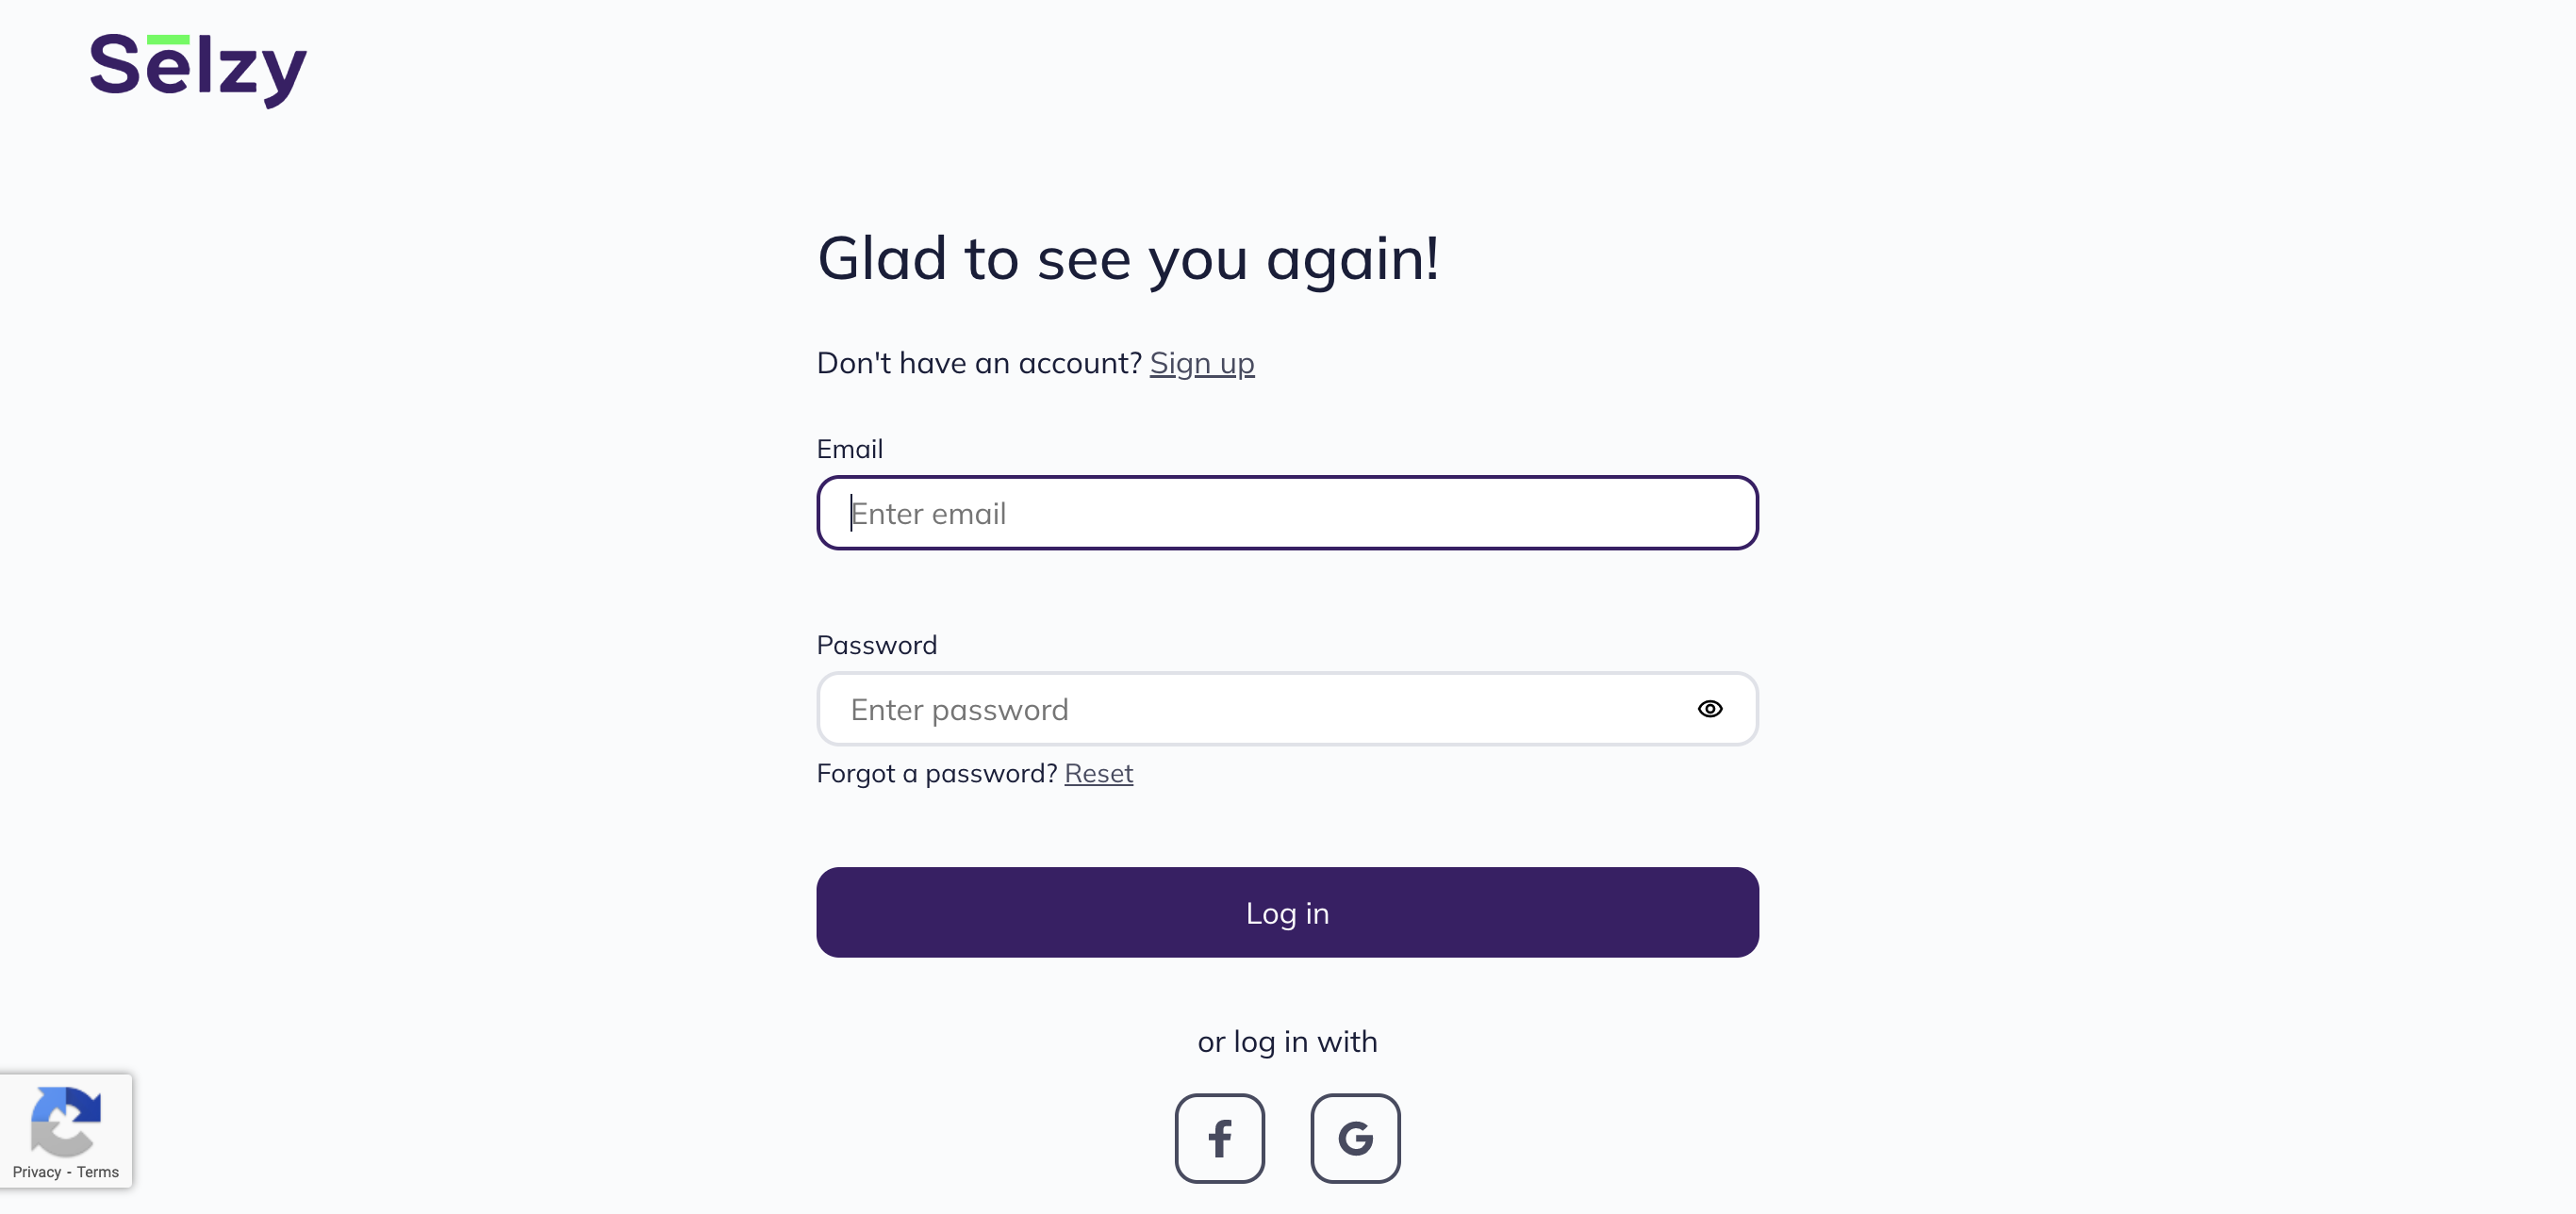 Selzy
Glad to see you again!
Don't have an account? Sign up
Email
Enter email
Password
Enter password
Forgot a password? Reset
Log in
or log in with
Privacy - Terms